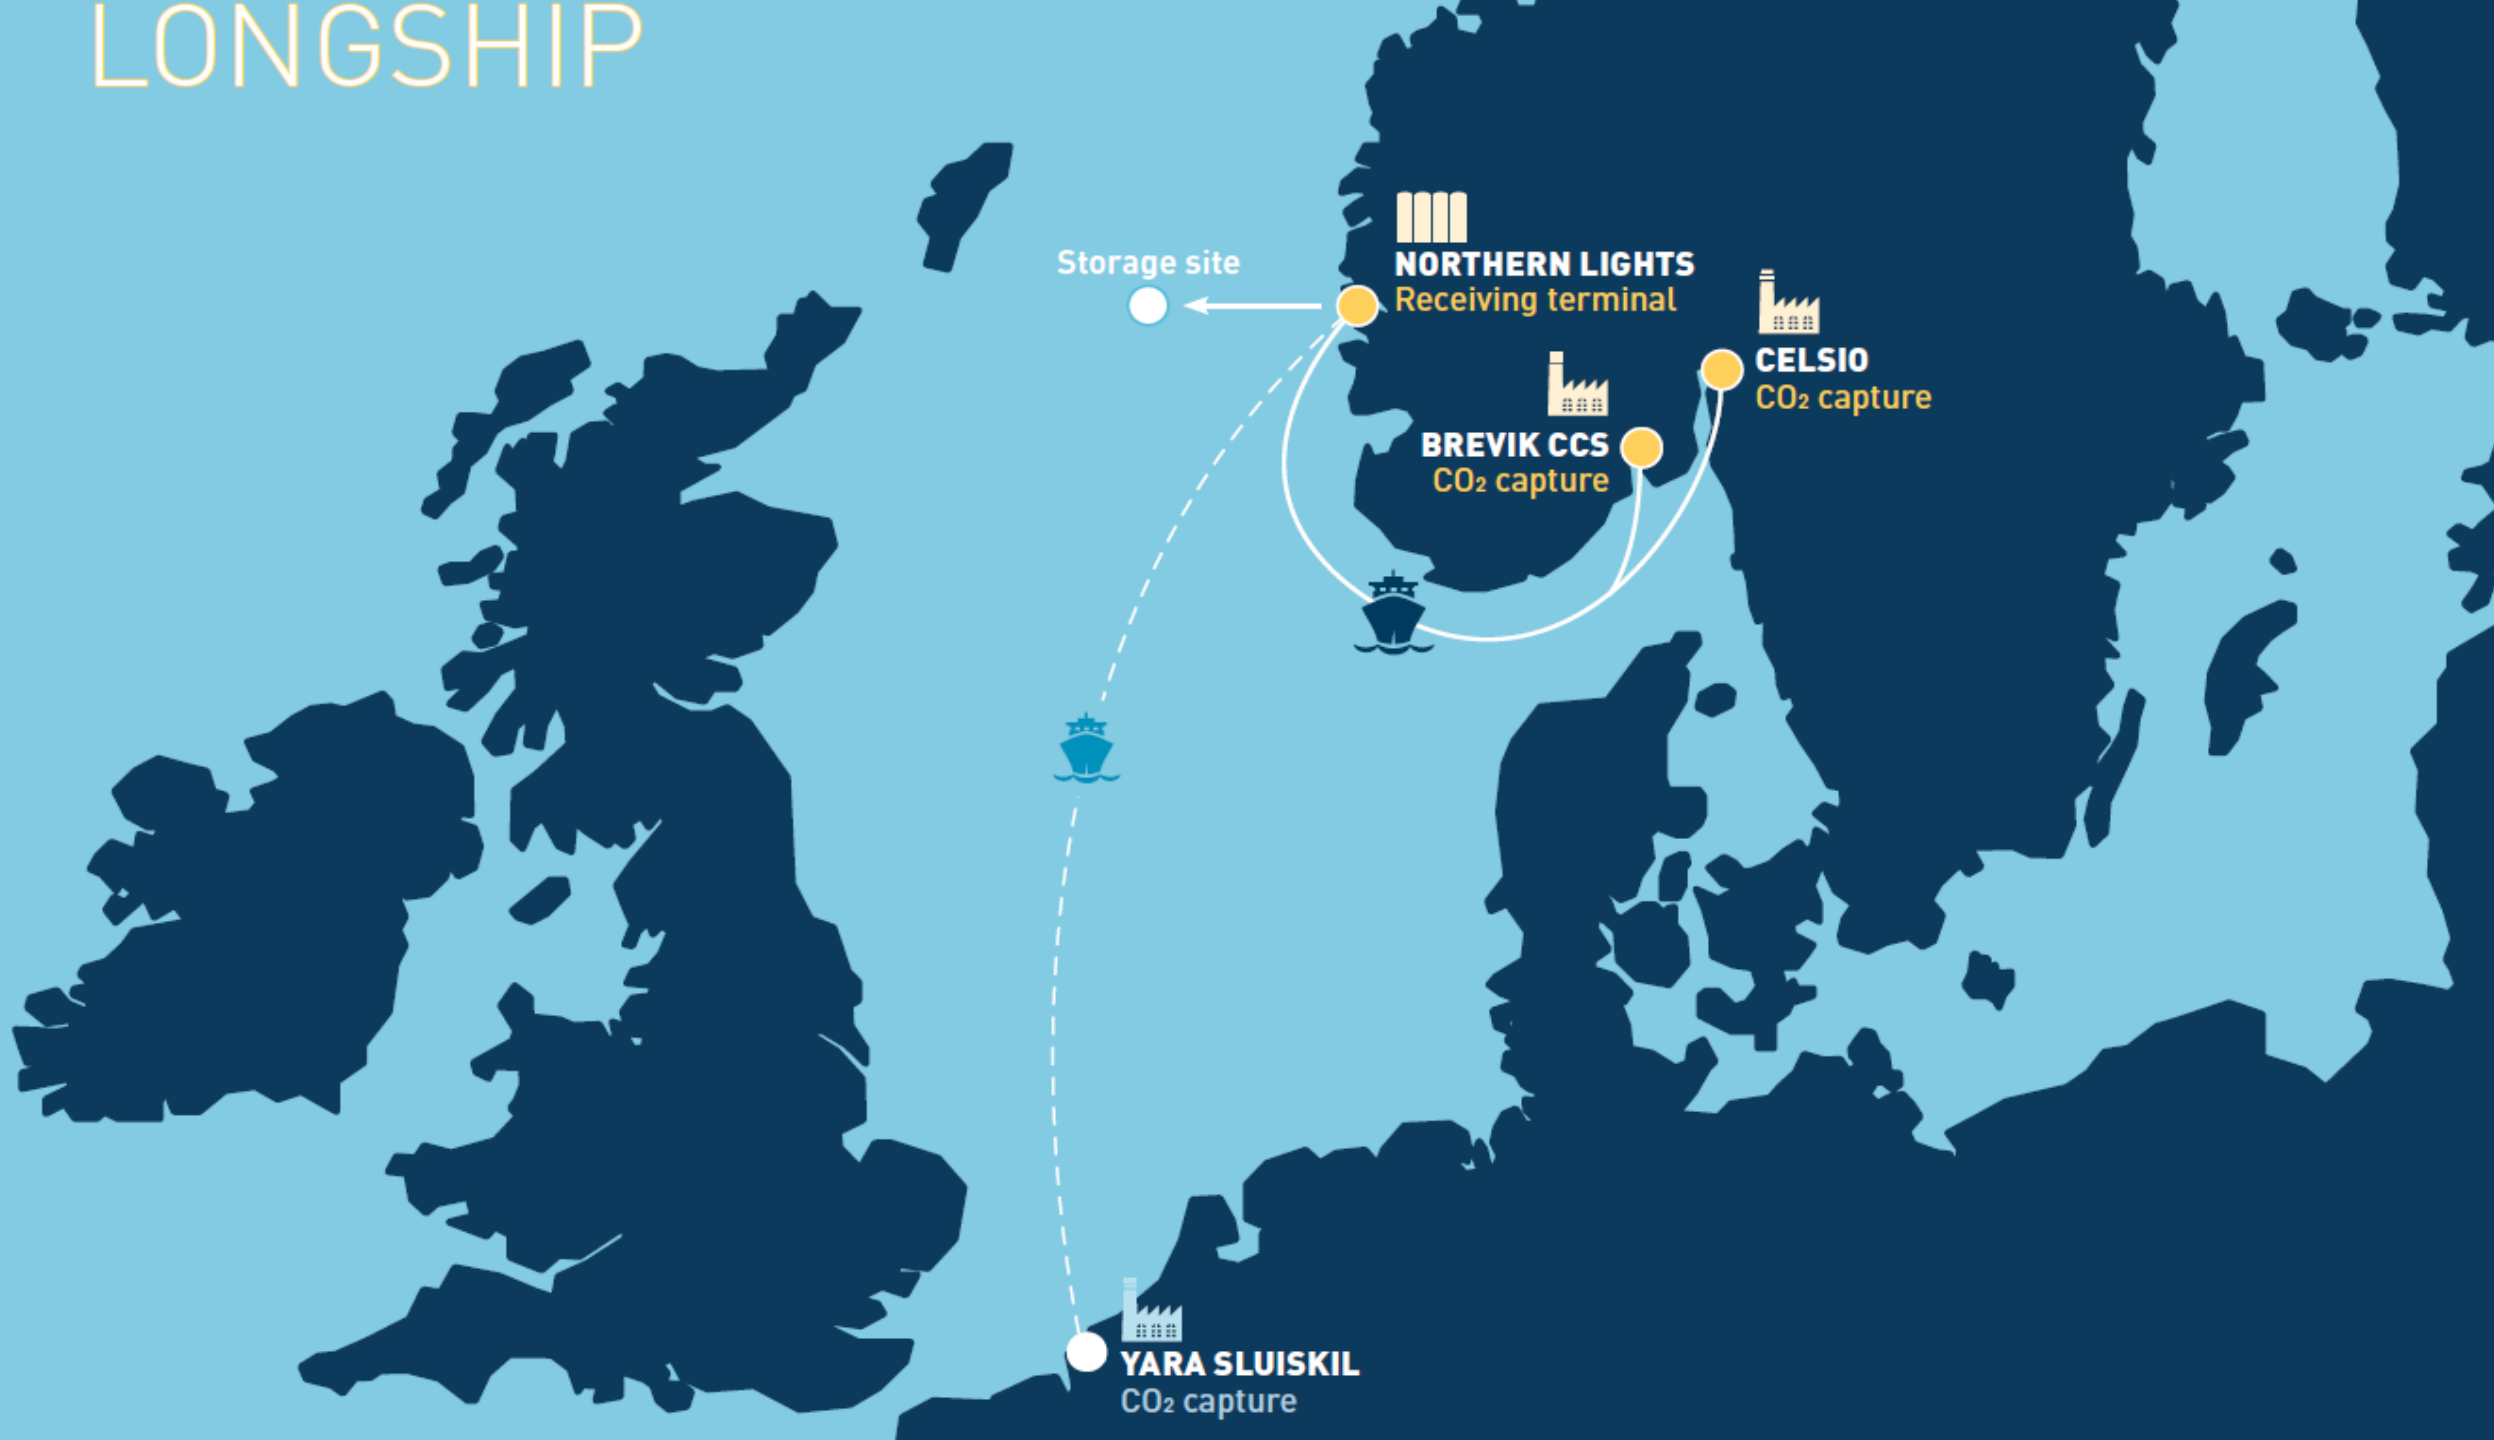 LONGSHIP
Storage site
NORTHERN LIGHTS
Receiving terminal
CELSIO
CO₂ capture
BREVIK CCS
CO₂ capture
YARA SLUISKIL
CO₂ capture